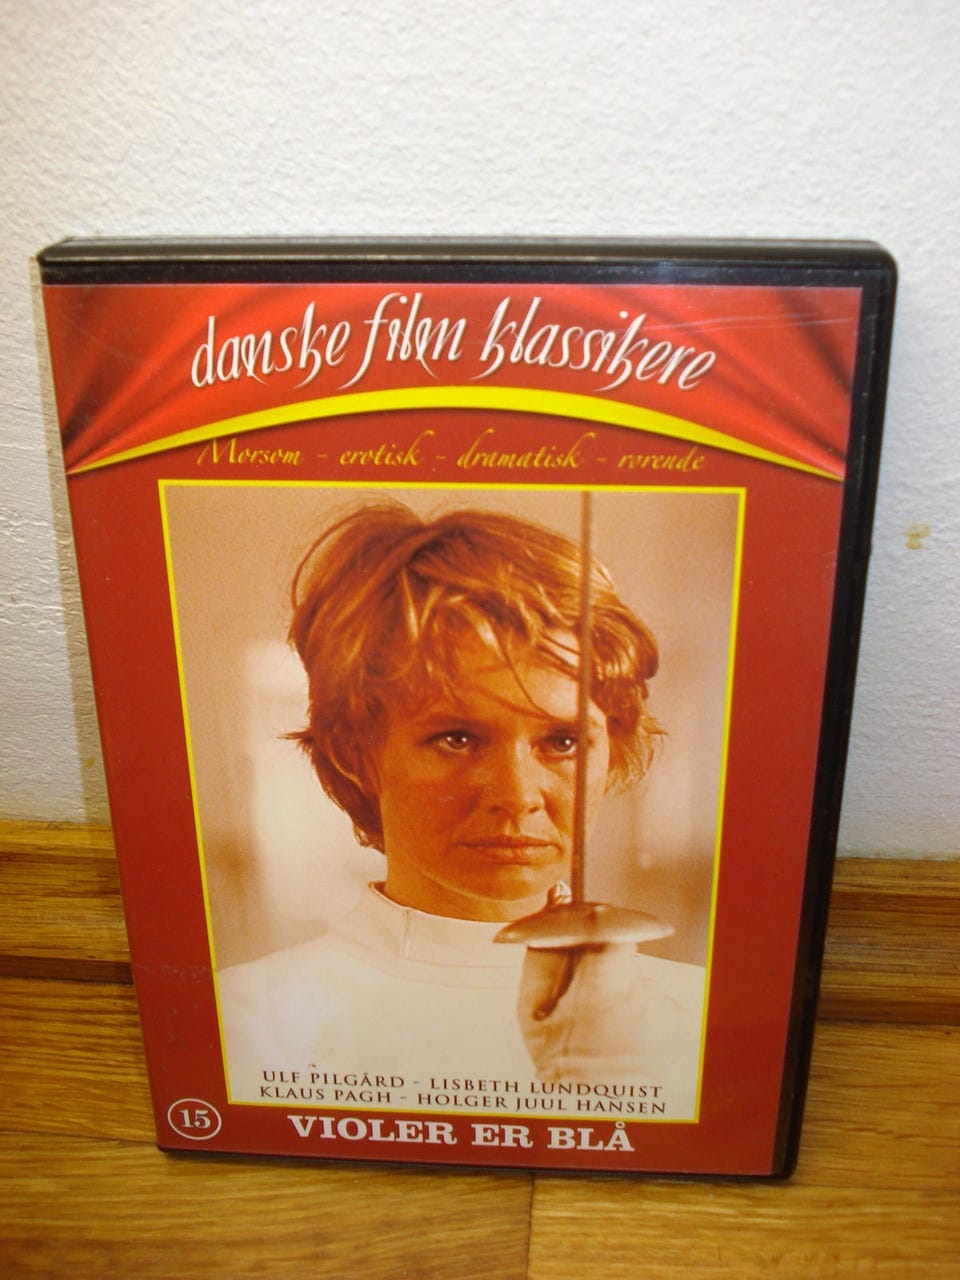 danske film klassikere
Morsom - erotisk - dramatisk - rørende
ULF PILGÅRD - LISBETH LUNDQUIST
KLAUS PAGH - HOLGER JUUL HANSEN
15
VIOLER ER BLÅ